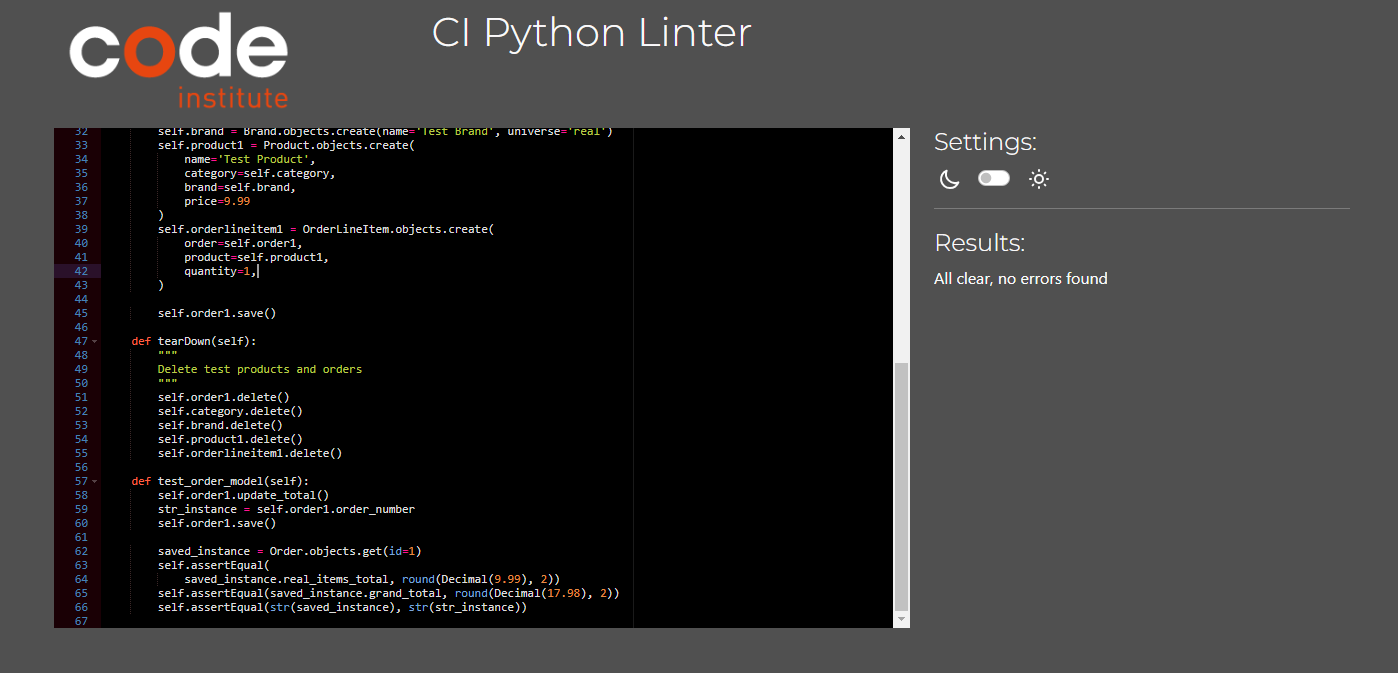 code
institute
CI Python Linter
32 self.brand = Brand.objects.create(name='Test Brand', universe='real')
33 self.product1 = Product.objects.create(
34 name='Test Product',
35 category=self.category,
36 brand=self.brand,
37 price=9.99
38 )
39 self.orderlineitem1 = OrderLineItem.objects.create(
40 order=self.order1,
41 product=self.product1,
42 quantity=1,
43 )
44
45 self.order1.save()
46
47 def tearDown(self):
48 """
49 Delete test products and orders
50 """
51 self.order1.delete()
52 self.category.delete()
53 self.brand.delete()
54 self.product1.delete()
55 self.orderlineitem1.delete()
56
57 def test_order_model(self):
58 self.order1.update_total()
59 str_instance = self.order1.order_number
60 self.order1.save()
61
62 saved_instance = Order.objects.get(id=1)
63 self.assertEqual(
64 saved_instance.real_items_total, round(Decimal(9.99), 2))
65 self.assertEqual(saved_instance.grand_total, round(Decimal(17.98), 2))
66 self.assertEqual(str(saved_instance), str(str_instance))
67
Settings:
Results:
All clear, no errors found